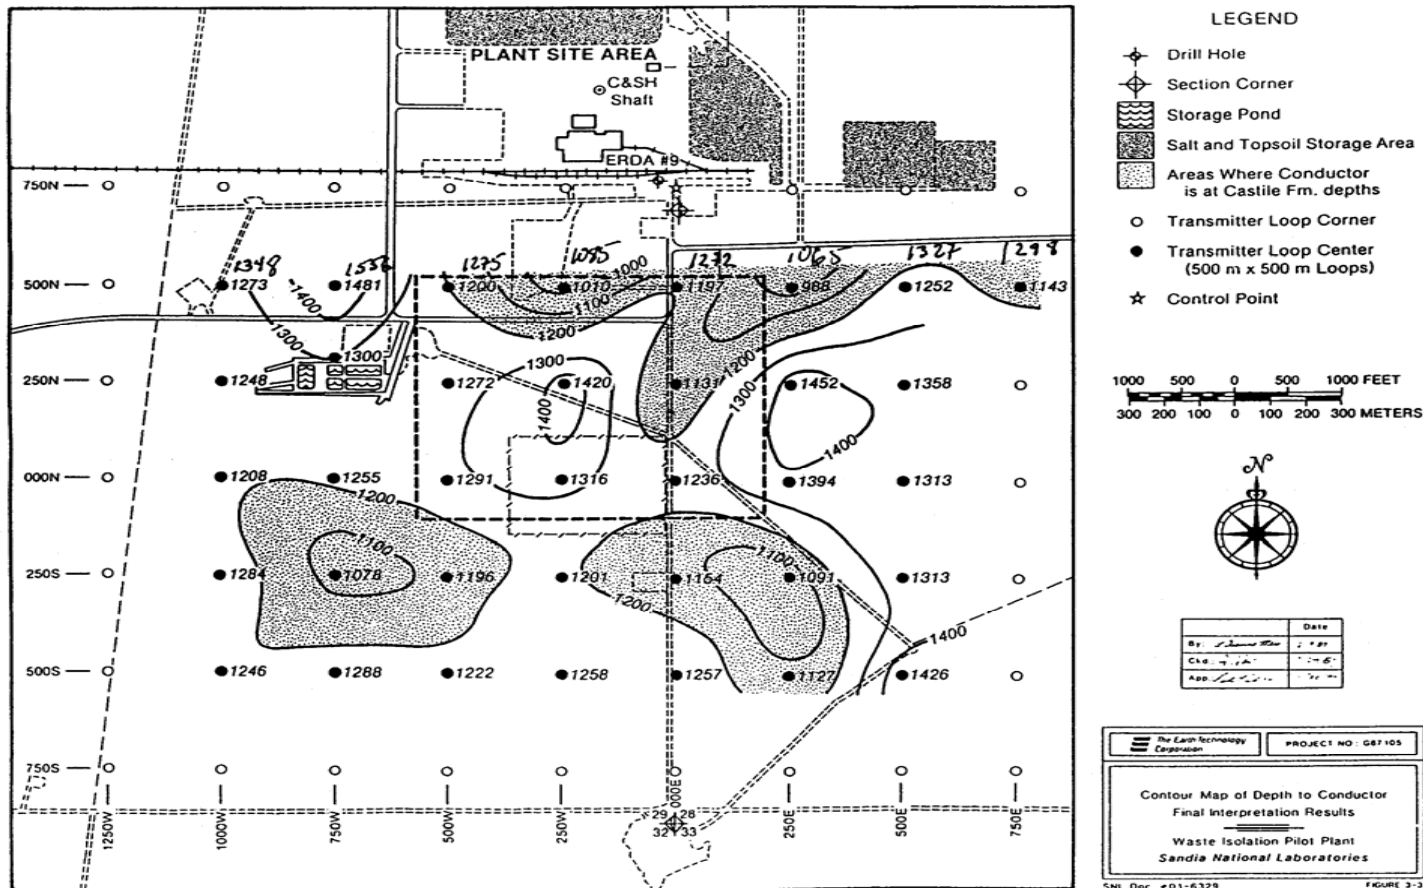 PLANT SITE AREA
C&SH
Shaft
ERDA #9
750N
1348 1275 1085 1000 1272 1065 1327 1298
500N 1273 1481 1200 1010 1197 988 1252 1143
1400
1100
1200
1300
1300
1300
1200
1300
250N 1248 1272 1420 1131 1452 1358
1400
1400
000N 1208 1255 1291 1316 1236 1394 1313
1200
1100
1100
250S 1284 1078 1196 1201 1164 1091 1313
1200
1400
500S 1246 1288 1222 1258 1257 1127 1426
750S
1250W 1000W 750W 500W 250W 000E 250E 500E 750E
29 28
32 33
LEGEND
Drill Hole
Section Corner
Storage Pond
Salt and Topsoil Storage Area
Areas Where Conductor
is at Castile Fm. depths
Transmitter Loop Corner
Transmitter Loop Center
(500 m x 500 m Loops)
Control Point
1000 500 0 500 1000 FEET
300 200 100 0 100 200 300 METERS
N
Date
By:
Ckd
App
The Earth Technology
Corporation
PROJECT NO: G87105
Contour Map of Depth to Conductor
Final Interpretation Results
Waste Isolation Pilot Plant
Sandia National Laboratories
SNL Doc. #01-6329
FIGURE 3-3